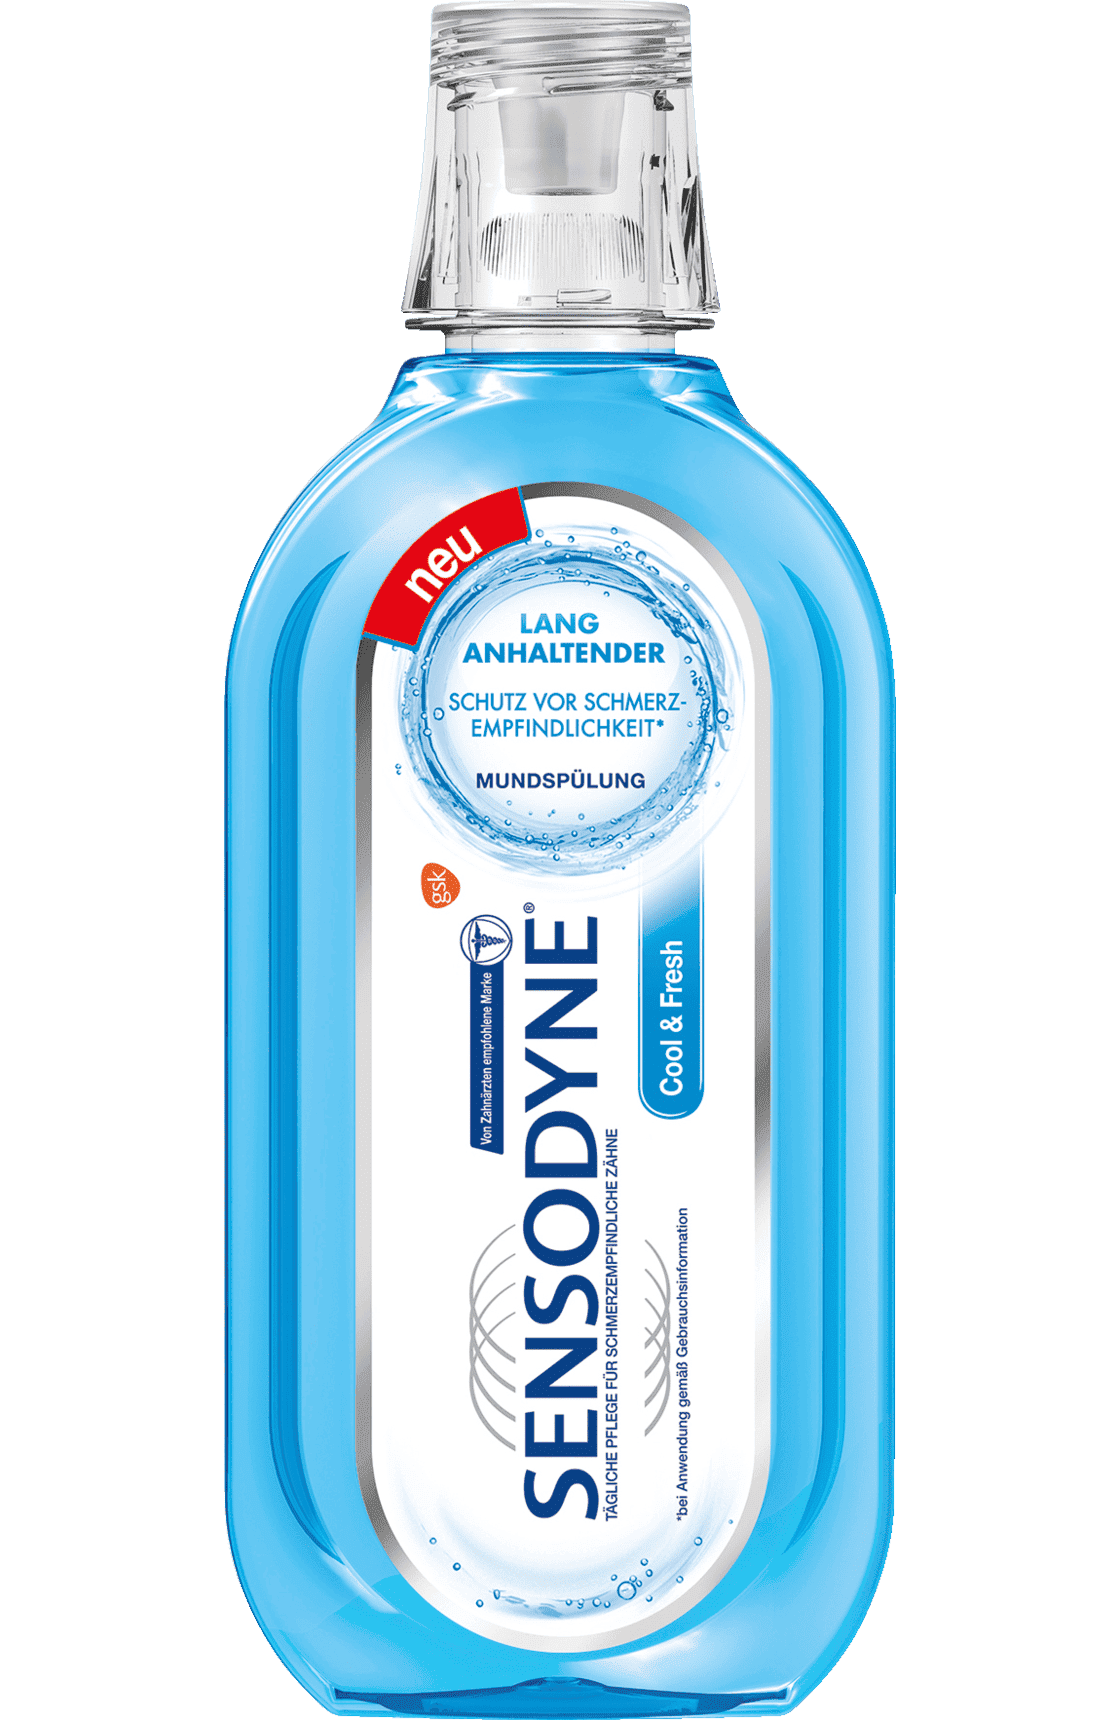 neu
LANG
ANHALTENDER
SCHUTZ VOR SCHMERZ-
EMPFINDLICHKEIT*
MUNDSPÜLUNG
gsk
Von Zahnärzten empfohlene Marke
SENSODYNE®
TÄGLICHE PFLEGE FÜR SCHMERZEMPFINDLICHE ZÄHNE
Cool & Fresh
*bei Anwendung gemäß Gebrauchsinformation